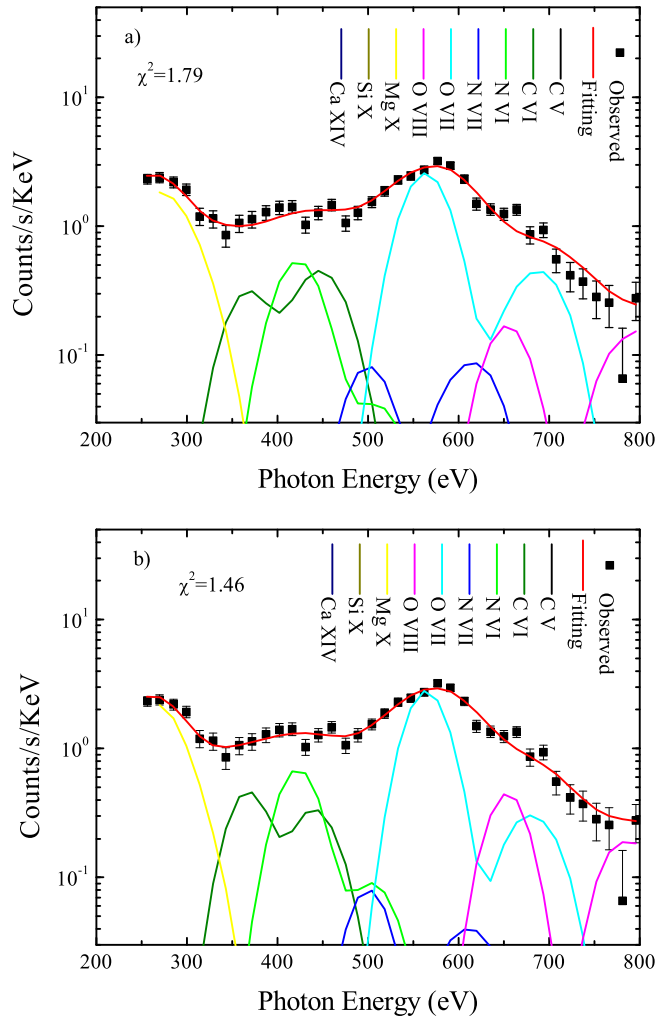 a)
χ²=1.79
Ca XIV
Si X
Mg X
O VIII
O VII
N VII
N VI
C VI
C V
Fitting
Observed
10¹
10⁰
10⁻¹
Counts/s/KeV
200 300 400 500 600 700 800
Photon Energy (eV)
b)
χ²=1.46
Ca XIV
Si X
Mg X
O VIII
O VII
N VII
N VI
C VI
C V
Fitting
Observed
10¹
10⁰
10⁻¹
Counts/s/KeV
200 300 400 500 600 700 800
Photon Energy (eV)